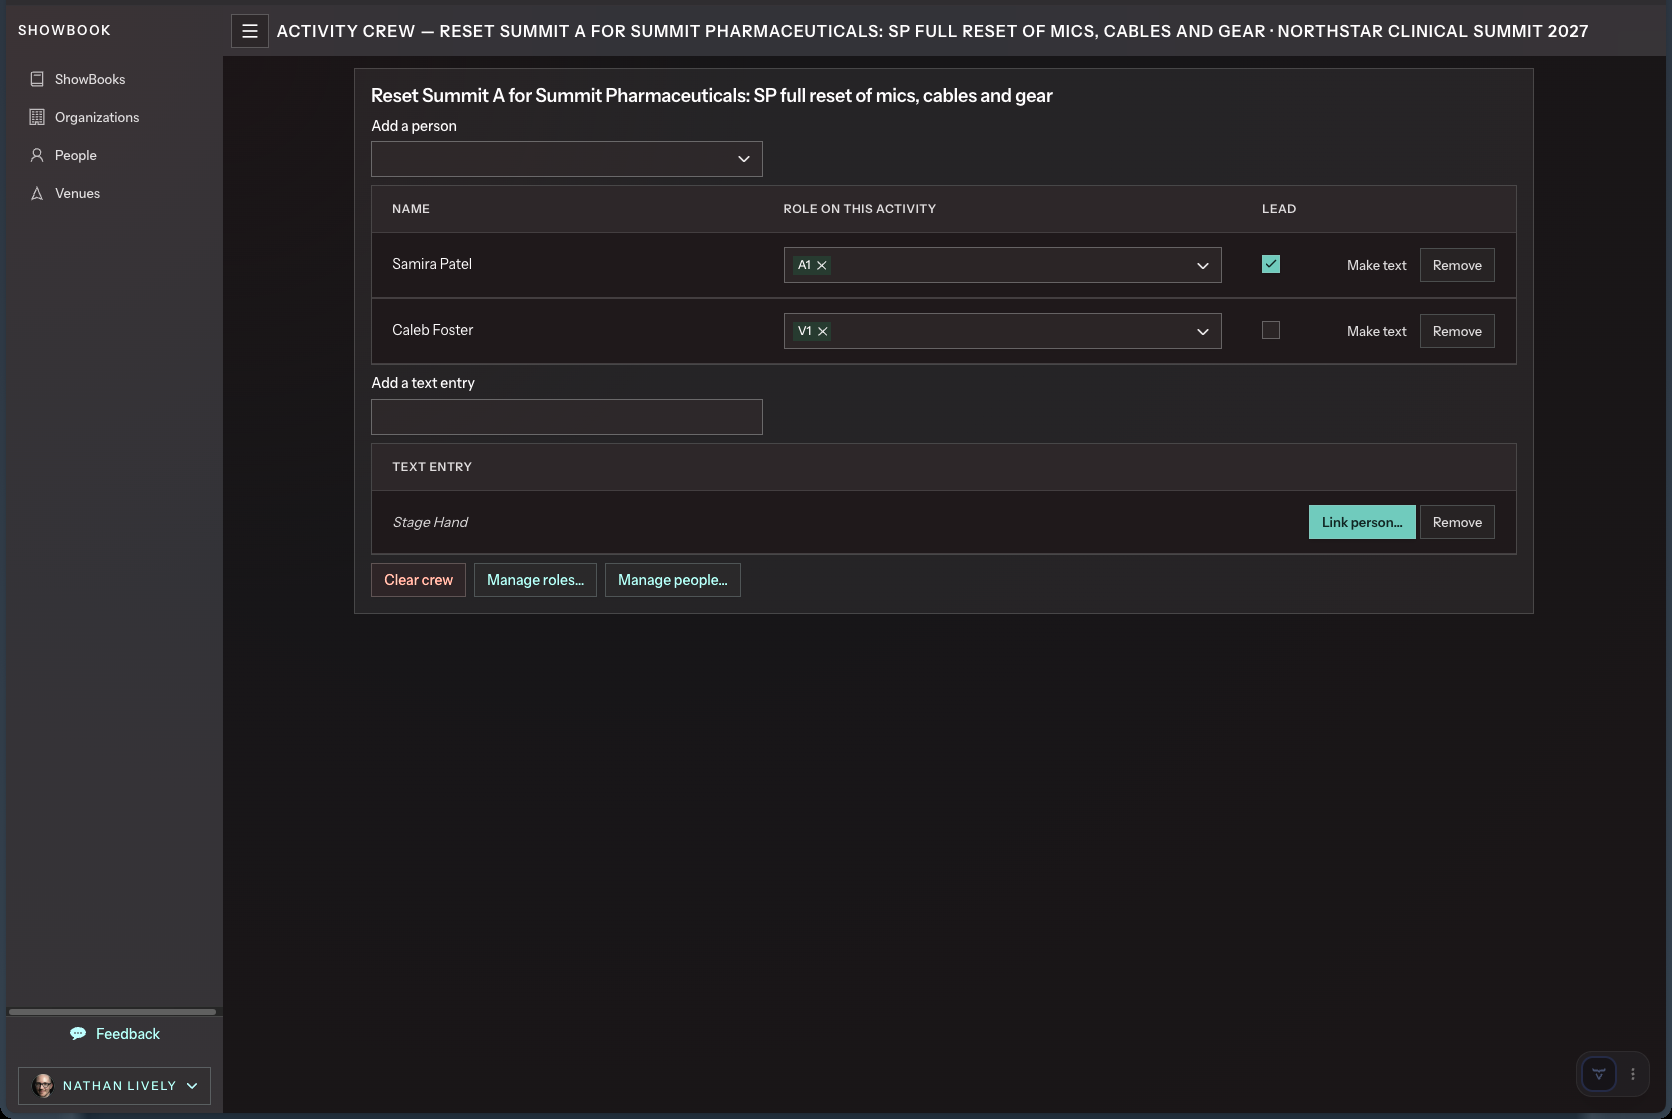 SHOWBOOK
ACTIVITY CREW — RESET SUMMIT A FOR SUMMIT PHARMACEUTICALS: SP FULL RESET OF MICS, CABLES AND GEAR · NORTHSTAR CLINICAL SUMMIT 2027
ShowBooks
Organizations
People
Venues
Reset Summit A for Summit Pharmaceuticals: SP full reset of mics, cables and gear
Add a person
NAME ROLE ON THIS ACTIVITY LEAD
Samira Patel A1 Make text Remove
Caleb Foster V1 Make text Remove
Add a text entry
TEXT ENTRY
Stage Hand Link person... Remove
Clear crew Manage roles... Manage people...
Feedback
NATHAN LIVELY